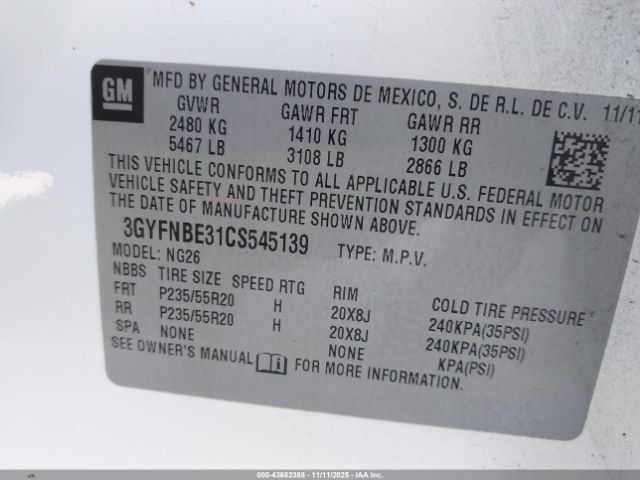 GM
MFD BY GENERAL MOTORS DE MEXICO, S. DE R.L. DE C.V. 11/11
GVWR GAWR FRT GAWR RR
2480 KG 1410 KG 1300 KG
5467 LB 3108 LB 2866 LB
THIS VEHICLE CONFORMS TO ALL APPLICABLE U.S. FEDERAL MOTOR
VEHICLE SAFETY AND THEFT PREVENTION STANDARDS IN EFFECT ON
THE DATE OF MANUFACTURE SHOWN ABOVE.
3GYFNBE31CS545139 TYPE: M.P.V.
MODEL: NG26
NBBS TIRE SIZE SPEED RTG RIM COLD TIRE PRESSURE
FRT P235/55R20 H 20X8J 240KPA(35PSI)
RR P235/55R20 H 20X8J 240KPA(35PSI)
SPA NONE NONE KPA(PSI)
SEE OWNER'S MANUAL FOR MORE INFORMATION.
000-43682388 - 11/11/2025 - IAAI.com